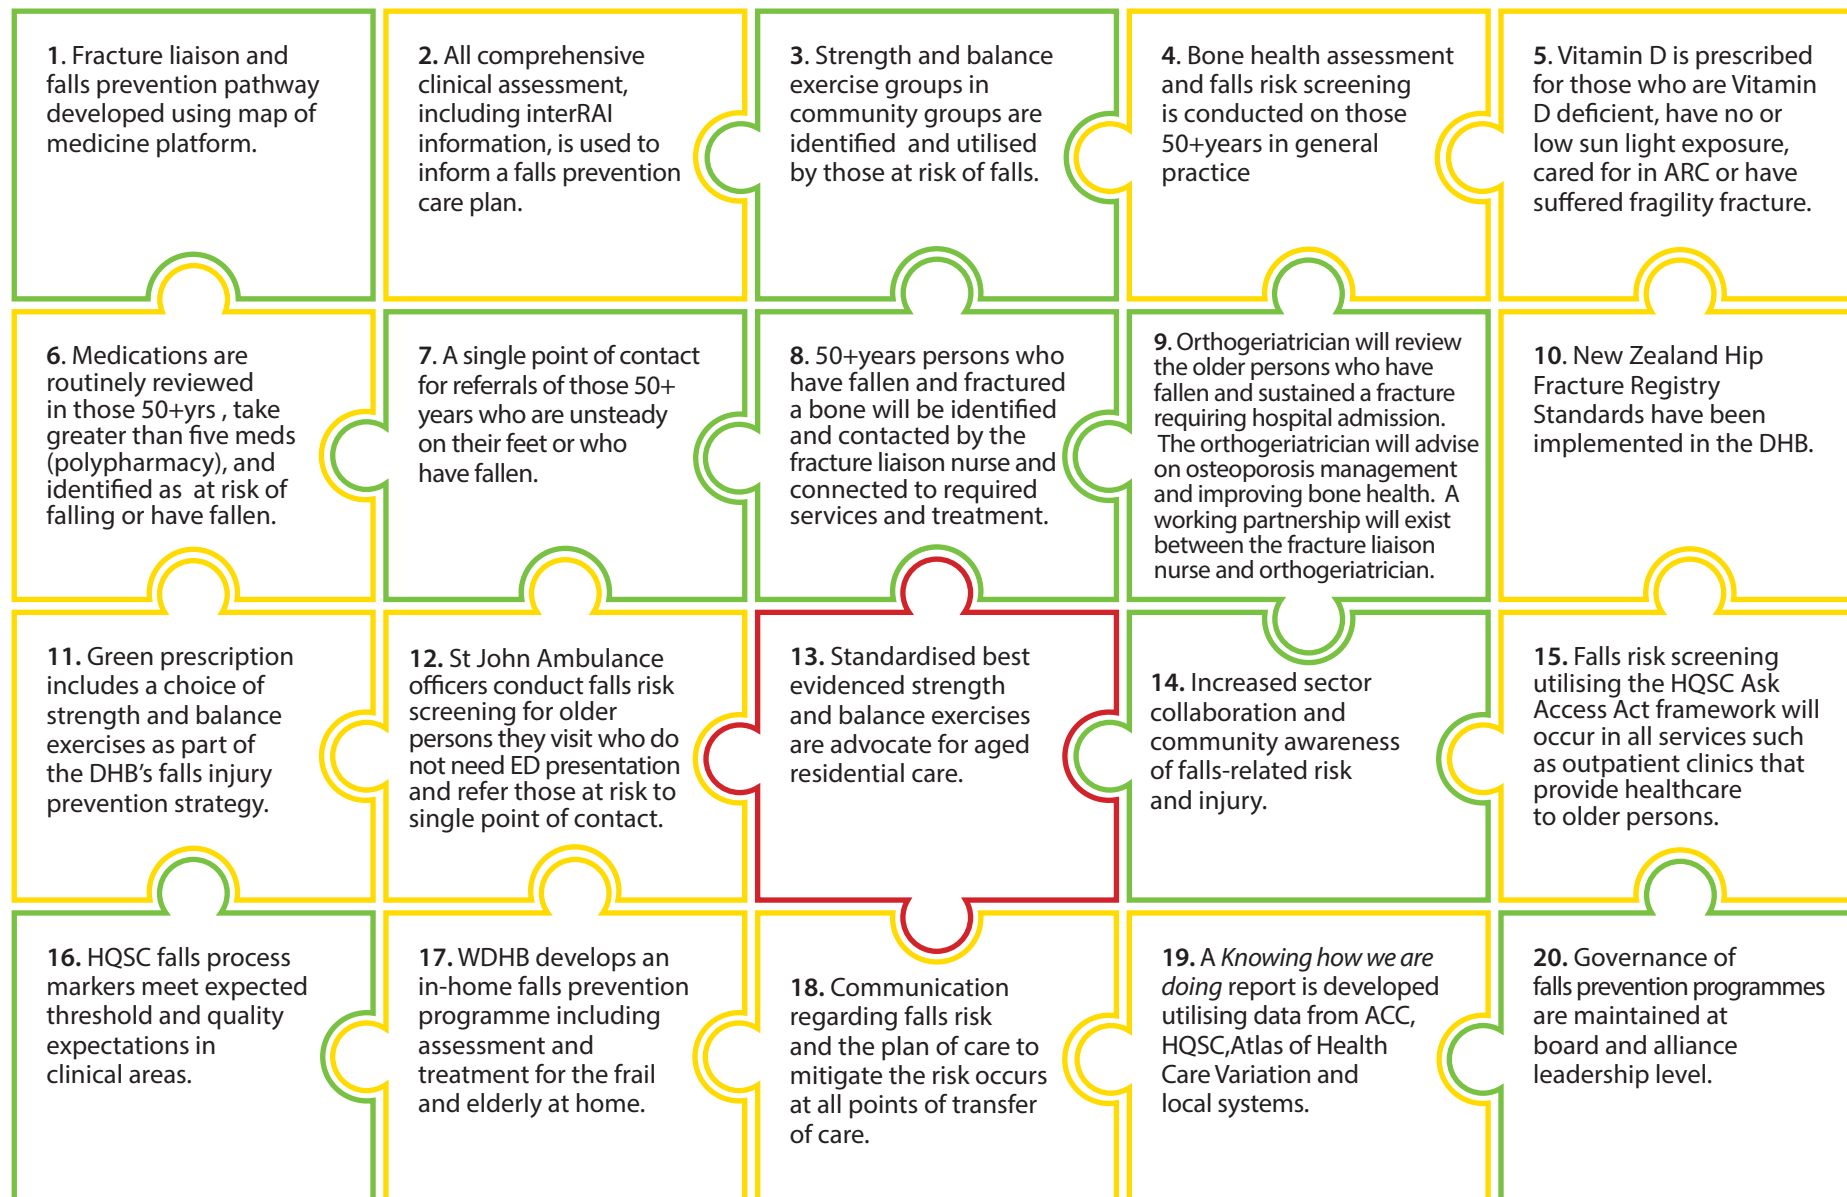 1. Fracture liaison and
falls prevention pathway
developed using map of
medicine platform.
2. All comprehensive
clinical assessment,
including interRAI
information, is used to
inform a falls prevention
care plan.
3. Strength and balance
exercise groups in
community groups are
identified and utilised
by those at risk of falls.
4. Bone health assessment
and falls risk screening
is conducted on those
50+years in general
practice
5. Vitamin D is prescribed
for those who are Vitamin
D deficient, have no or
low sun light exposure,
cared for in ARC or have
suffered fragility fracture.
6. Medications are
routinely reviewed
in those 50+yrs , take
greater than five meds
(polypharmacy), and
identified as at risk of
falling or have fallen.
7. A single point of contact
for referrals of those 50+
years who are unsteady
on their feet or who
have fallen.
8. 50+years persons who
have fallen and fractured
a bone will be identified
and contacted by the
fracture liaison nurse and
connected to required
services and treatment.
9. Orthogeriatrician will review
the older persons who have
fallen and sustained a fracture
requiring hospital admission.
The orthogeriatrician will advise
on osteoporosis management
and improving bone health. A
working partnership will exist
between the fracture liaison
nurse and orthogeriatrician.
10. New Zealand Hip
Fracture Registry
Standards have been
implemented in the DHB.
11. Green prescription
includes a choice of
strength and balance
exercises as part of
the DHB's falls injury
prevention strategy.
12. St John Ambulance
officers conduct falls risk
screening for older
persons they visit who do
not need ED presentation
and refer those at risk to
single point of contact.
13. Standardised best
evidenced strength
and balance exercises
are advocate for aged
residential care.
14. Increased sector
collaboration and
community awareness
of falls-related risk
and injury.
15. Falls risk screening
utilising the HQSC Ask
Access Act framework will
occur in all services such
as outpatient clinics that
provide healthcare
to older persons.
16. HQSC falls process
markers meet expected
threshold and quality
expectations in
clinical areas.
17. WDHB develops an
in-home falls prevention
programme including
assessment and
treatment for the frail
and elderly at home.
18. Communication
regarding falls risk
and the plan of care to
mitigate the risk occurs
at all points of transfer
of care.
19. A Knowing how we are
doing report is developed
utilising data from ACC,
HQSC,Atlas of Health
Care Variation and
local systems.
20. Governance of
falls prevention programmes
are maintained at
board and alliance
leadership level.